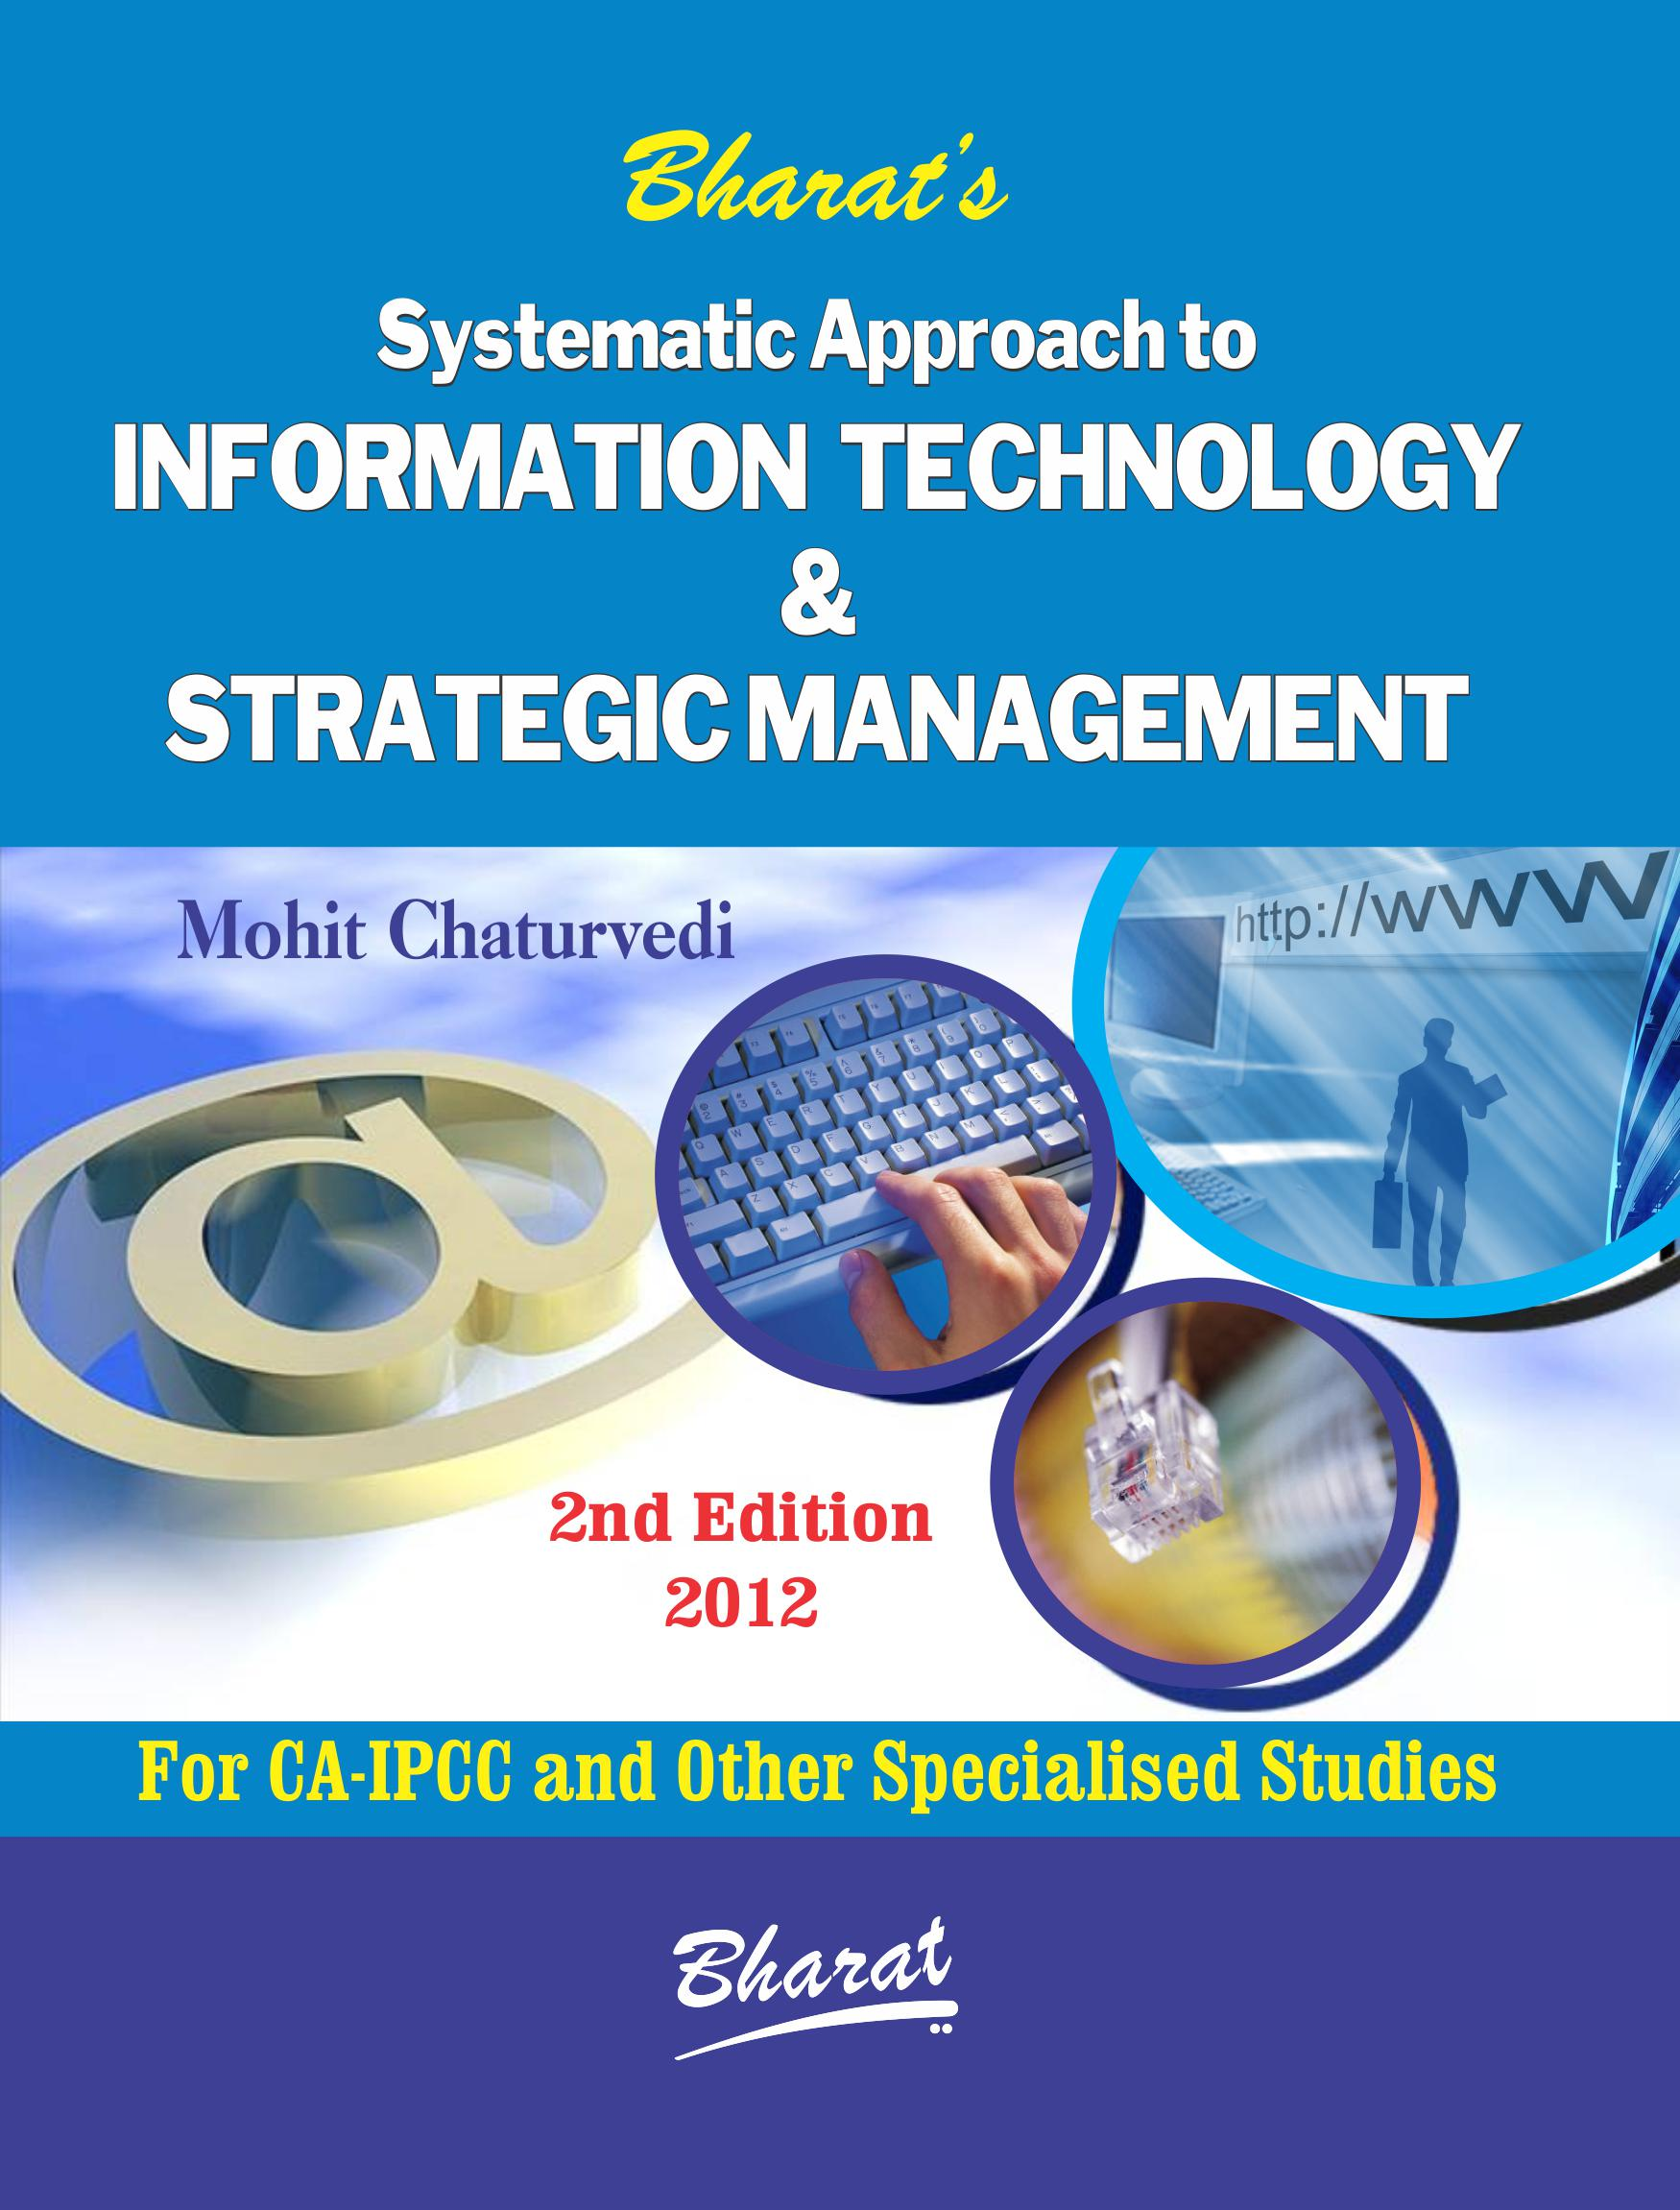 Bharat's
Systematic Approach to
INFORMATION TECHNOLOGY
&
STRATEGIC MANAGEMENT
Mohit Chaturvedi
http://www
2nd Edition
2012
For CA-IPCC and Other Specialised Studies
Bharat